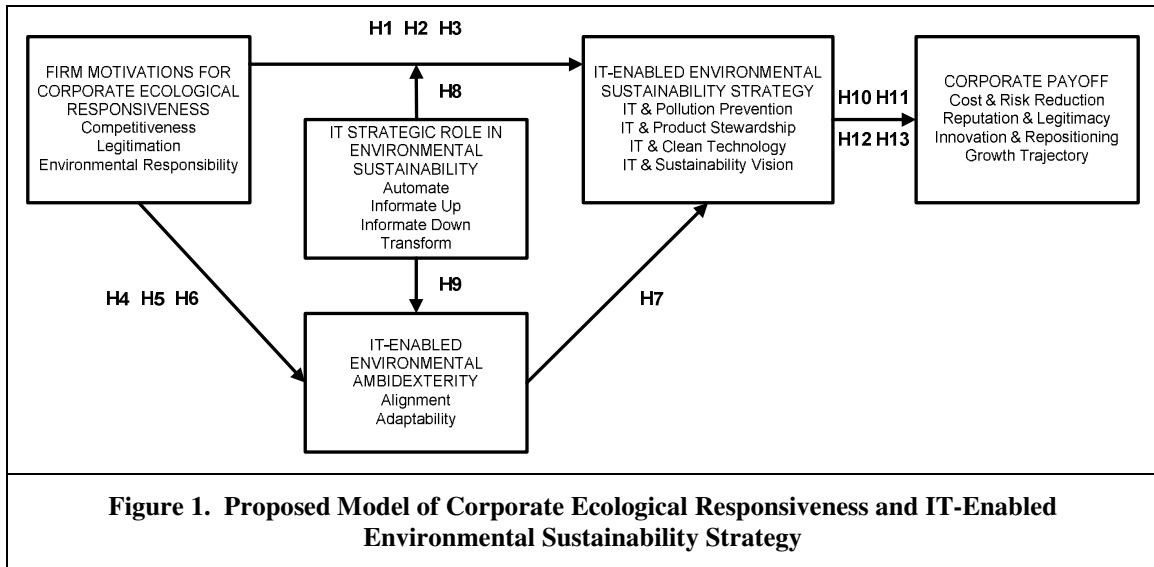 H1 H2 H3
FIRM MOTIVATIONS FOR
CORPORATE ECOLOGICAL
RESPONSIVENESS
Competitiveness
Legitimation
Environmental Responsibility
H8
IT STRATEGIC ROLE IN
ENVIRONMENTAL
SUSTAINABILITY
Automate
Informate Up
Informate Down
Transform
IT-ENABLED ENVIRONMENTAL
SUSTAINABILITY STRATEGY
IT & Pollution Prevention
IT & Product Stewardship
IT & Clean Technology
IT & Sustainability Vision
H10 H11
H12 H13
CORPORATE PAYOFF
Cost & Risk Reduction
Reputation & Legitimacy
Innovation & Repositioning
Growth Trajectory
H4 H5 H6
H9
H7
IT-ENABLED
ENVIRONMENTAL
AMBIDEXTERITY
Alignment
Adaptability
Figure 1. Proposed Model of Corporate Ecological Responsiveness and IT-Enabled
Environmental Sustainability Strategy